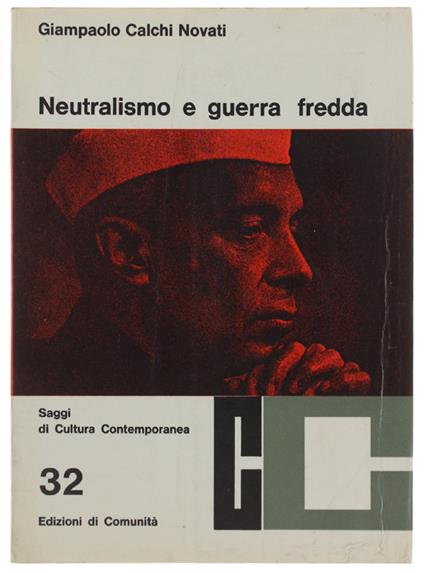 Giampaolo Calchi Novati
Neutralismo e guerra fredda
Saggi
di Cultura Contemporanea
32
Edizioni di Comunità